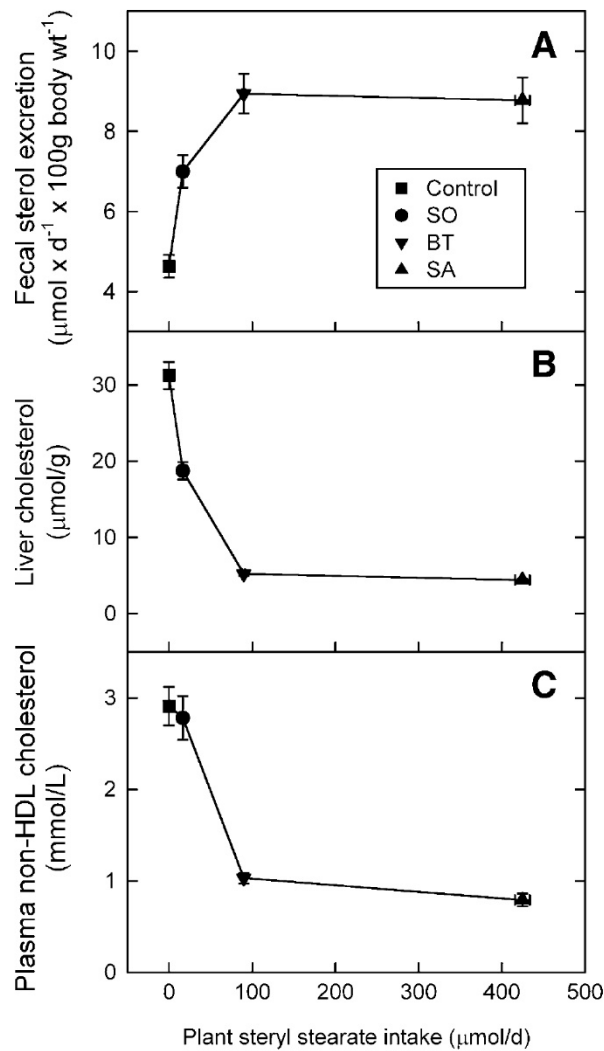 A
Fecal sterol excretion
(μmol x d⁻¹ x 100g body wt⁻¹)
10
8
6
4
Control
SO
BT
SA
B
Liver cholesterol
(μmol/g)
30
20
10
0
C
Plasma non-HDL cholesterol
(mmol/L)
3
2
1
0
0 100 200 300 400 500
Plant steryl stearate intake (μmol/d)